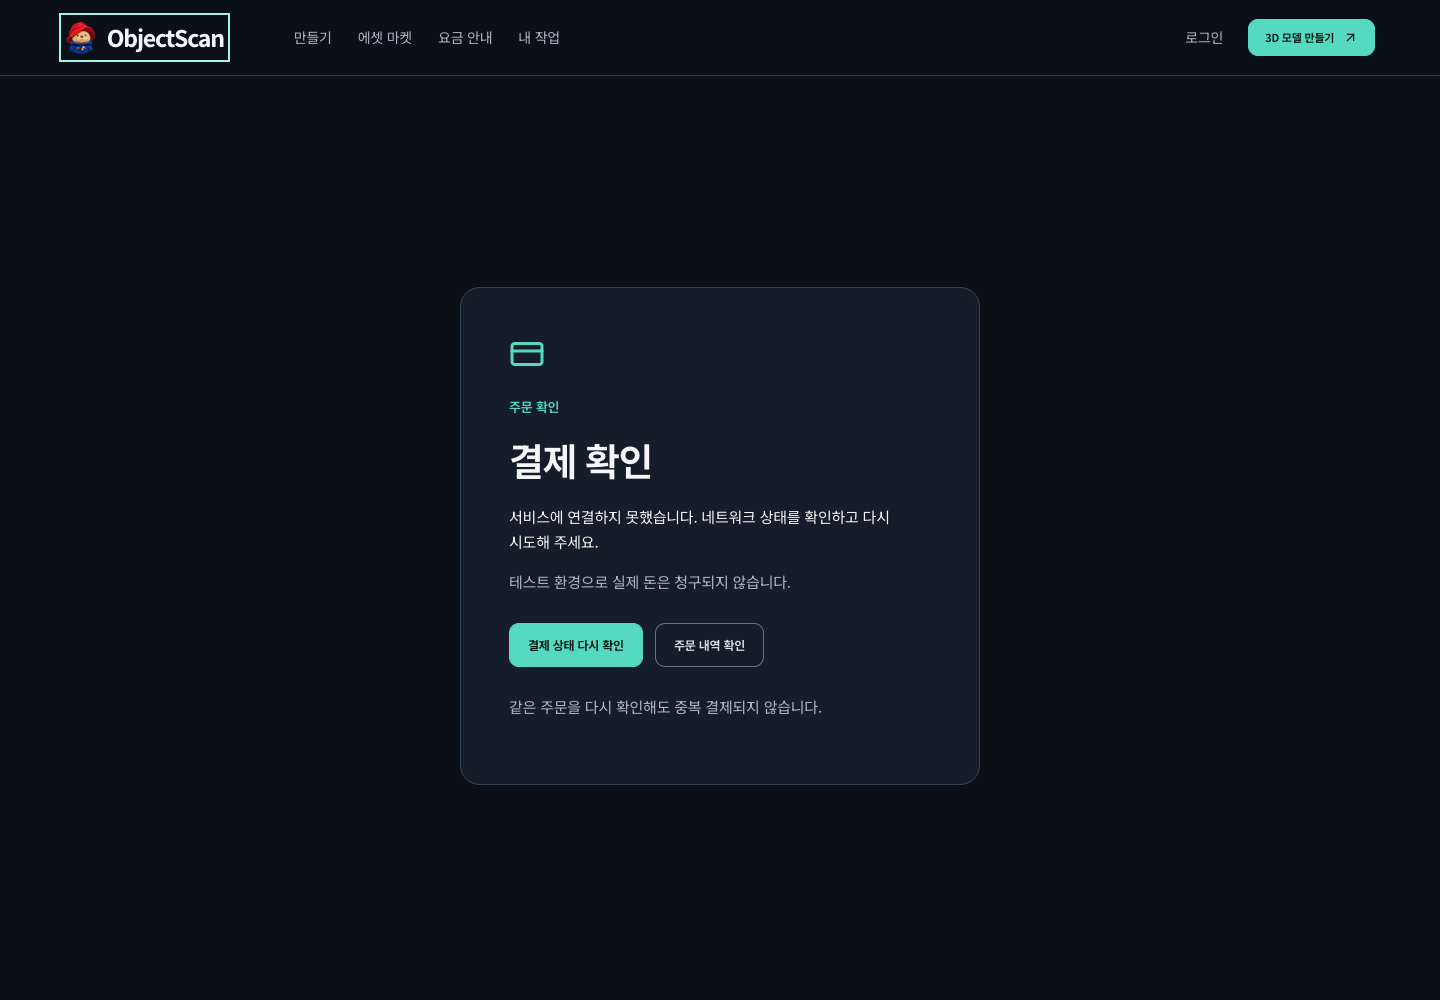 ObjectScan
만들기
에셋 마켓
요금 안내
내 작업
로그인
3D 모델 만들기
주문 확인
결제 확인
서비스에 연결하지 못했습니다. 네트워크 상태를 확인하고 다시
시도해 주세요.
테스트 환경으로 실제 돈은 청구되지 않습니다.
결제 상태 다시 확인
주문 내역 확인
같은 주문을 다시 확인해도 중복 결제되지 않습니다.